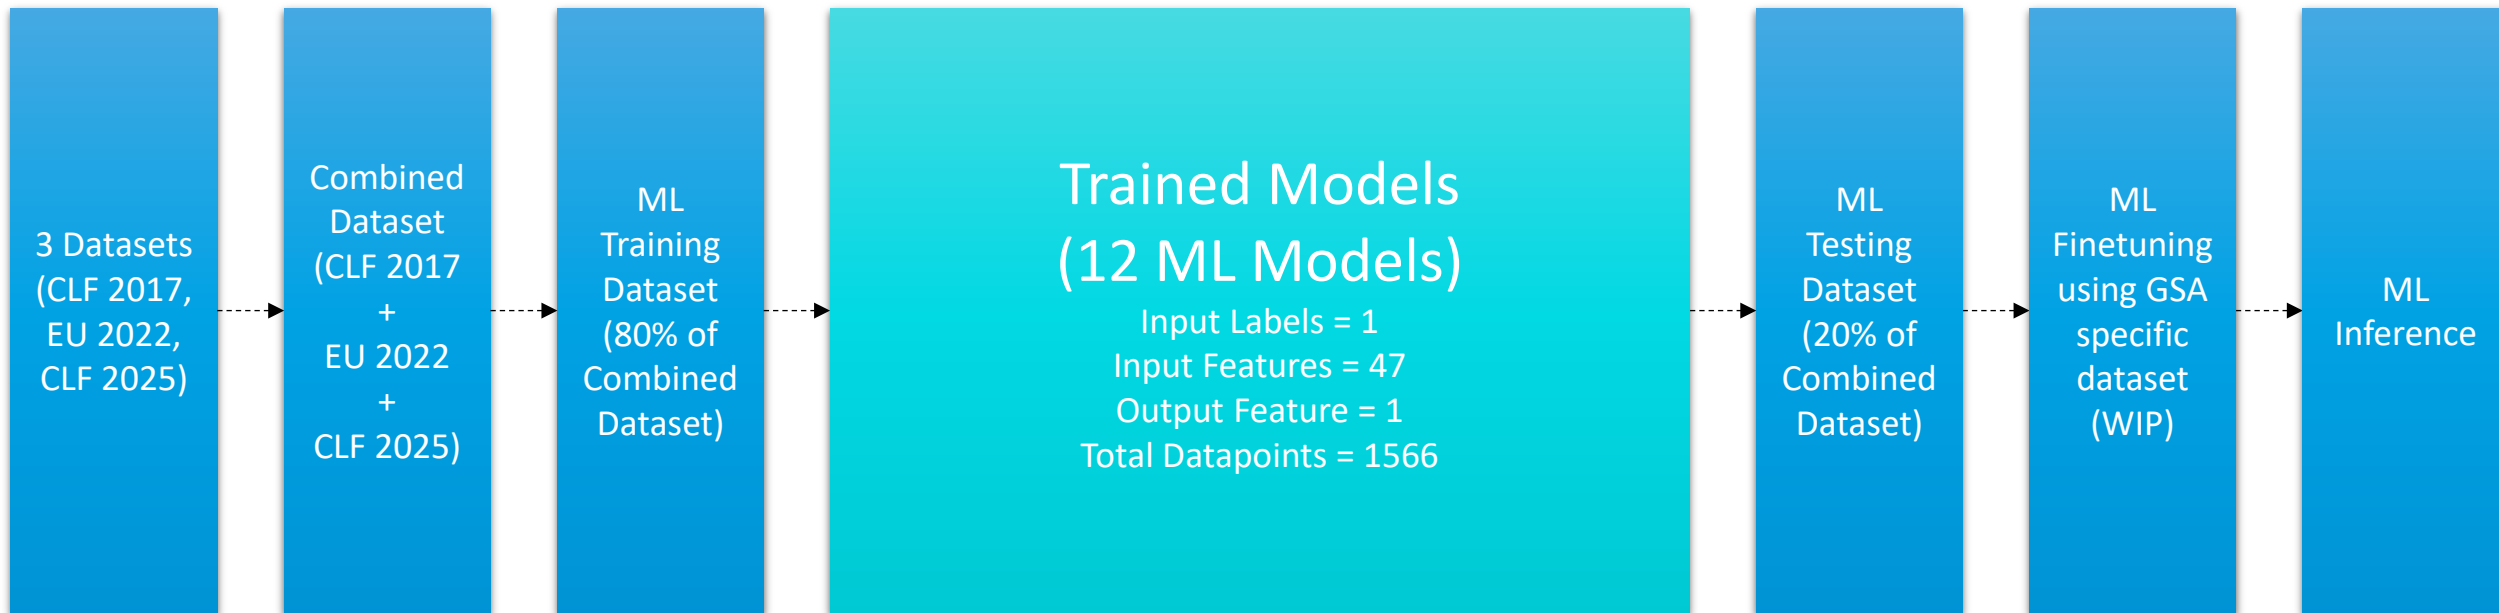 3 Datasets
(CLF 2017,
EU 2022,
CLF 2025)
Combined
Dataset
(CLF 2017
+
EU 2022
+
CLF 2025)
ML
Training
Dataset
(80% of
Combined
Dataset)
Trained Models
(12 ML Models)
Input Labels = 1
Input Features = 47
Output Feature = 1
Total Datapoints = 1566
ML
Testing
Dataset
(20% of
Combined
Dataset)
ML
Finetuning
using GSA
specific
dataset
(WIP)
ML
Inference